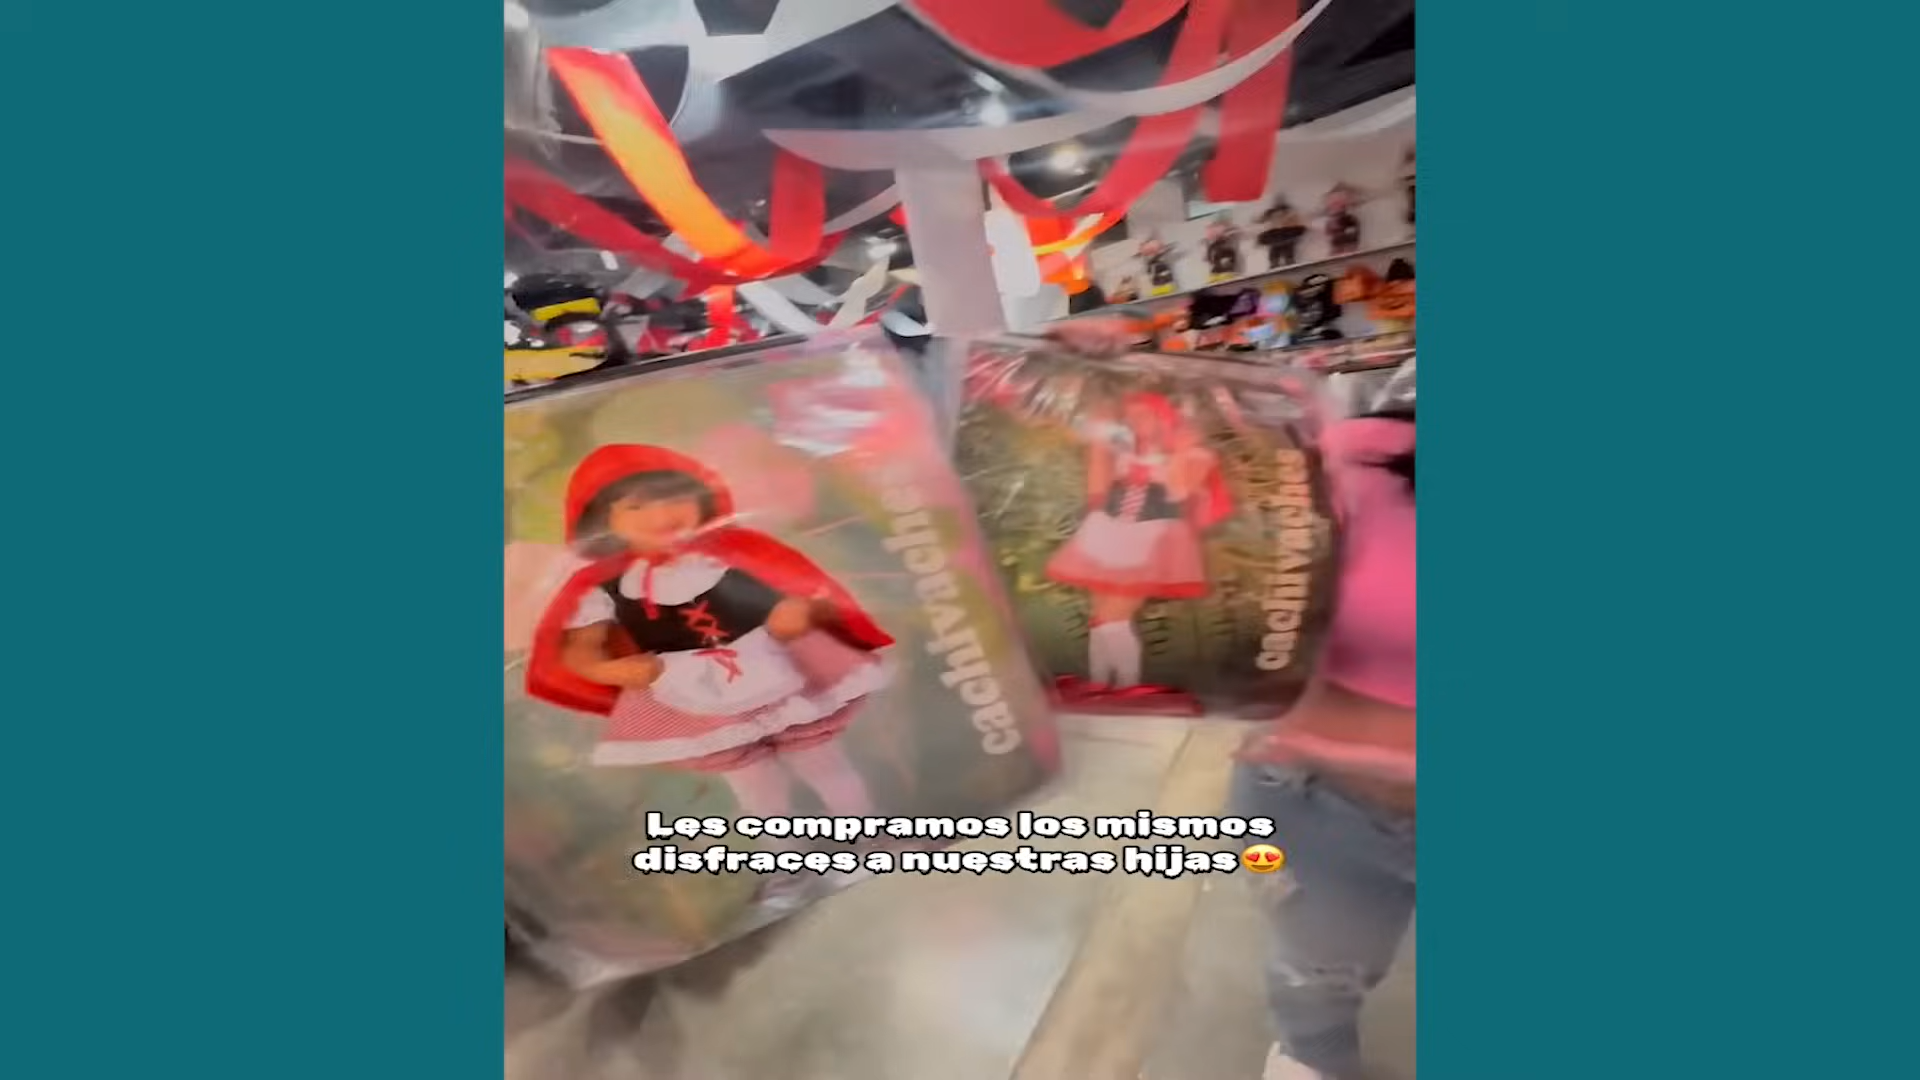 cachivaches
cachivaches
Les compramos los mismos
disfraces a nuestras hijas😍